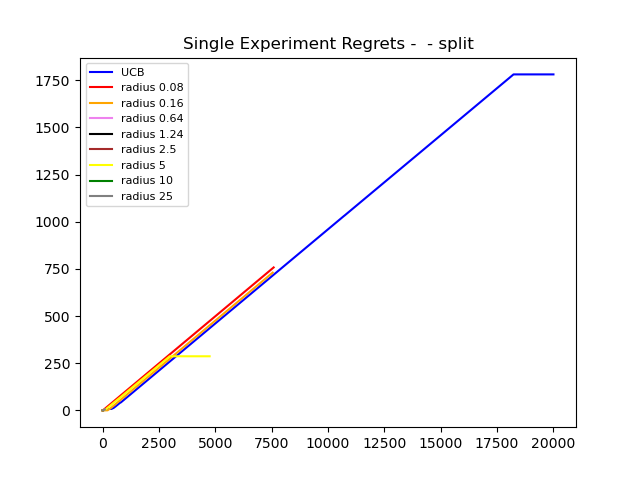 Single Experiment Regrets -  - split
UCB
radius 0.08
radius 0.16
radius 0.64
radius 1.24
radius 2.5
radius 5
radius 10
radius 25
1750
1500
1250
1000
750
500
250
0
0 2500 5000 7500 10000 12500 15000 17500 20000